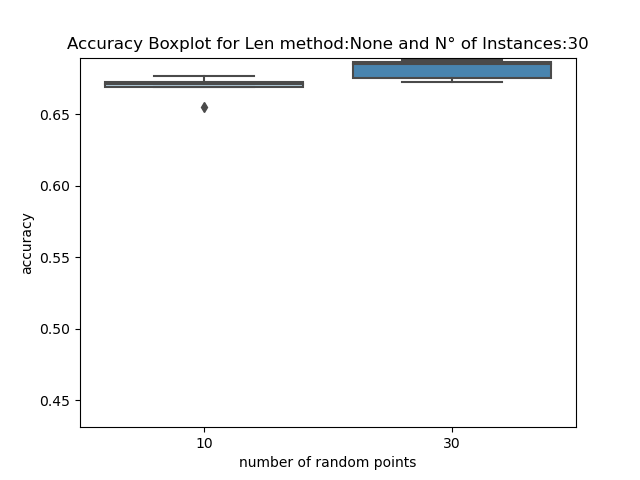 Accuracy Boxplot for Len method:None and N° of Instances:30
0.65
0.60
0.55
0.50
0.45
accuracy
10
30
number of random points